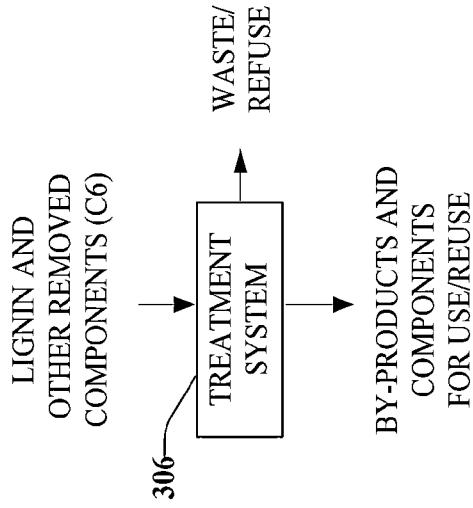 LIGNIN AND
OTHER REMOVED
COMPONENTS (C6)
306
TREATMENT
SYSTEM
WASTE/
REFUSE
BY-PRODUCTS AND
COMPONENTS
FOR USE/REUSE